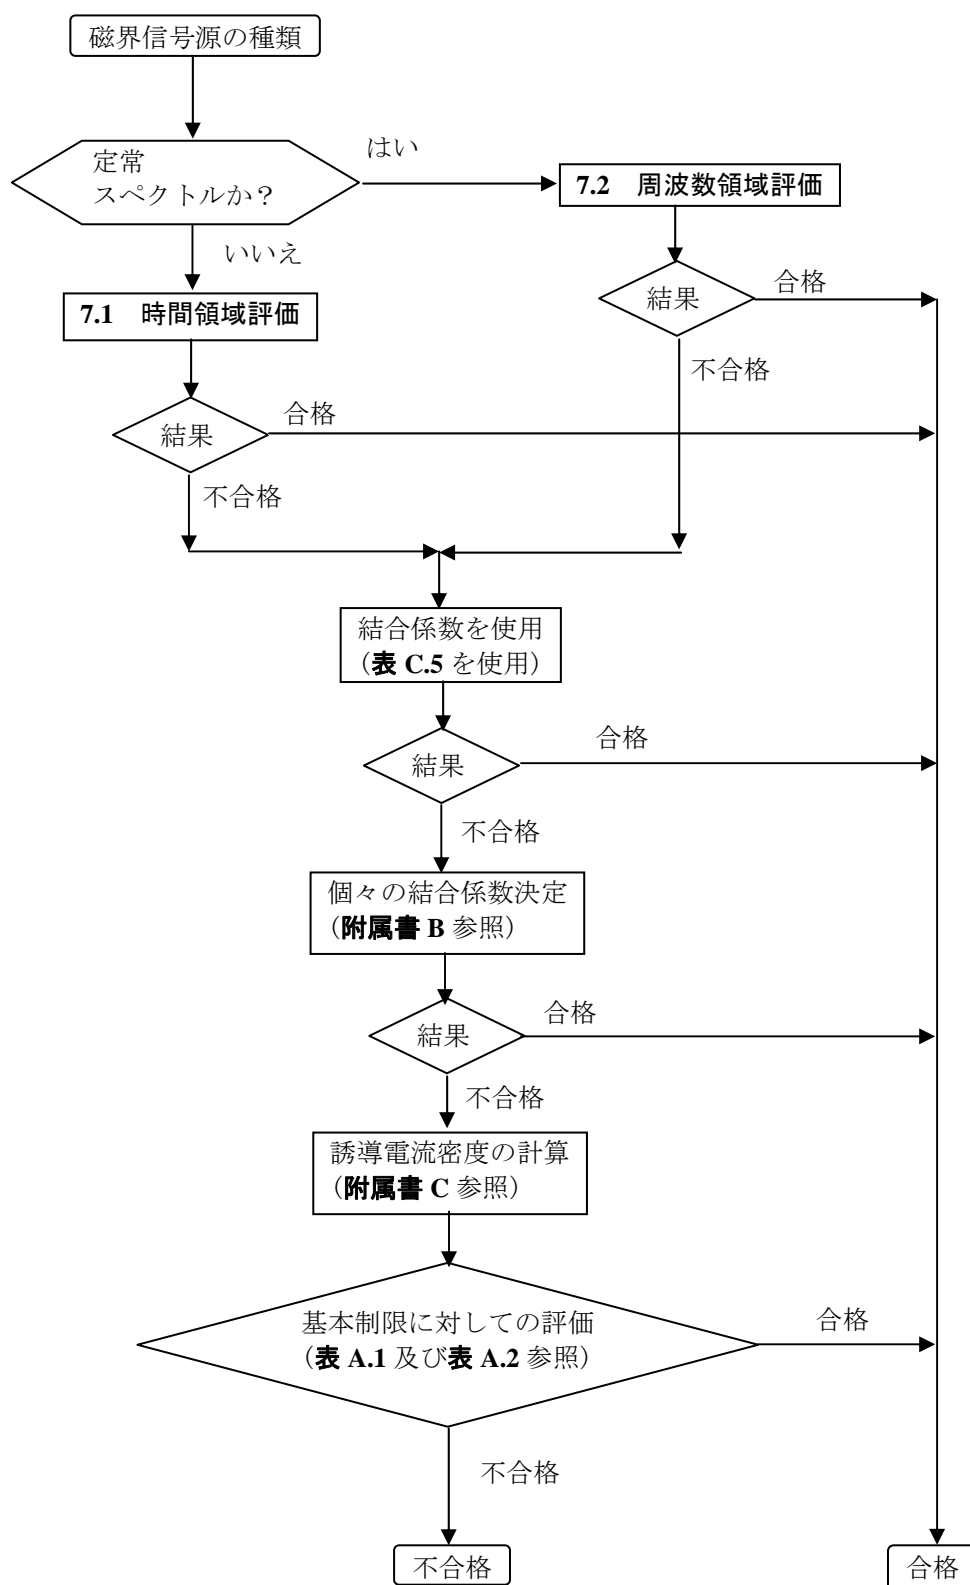 磁界信号源の種類
定常
スペクトルか？
はい
いいえ
7.2　周波数領域評価
結果
合格
不合格
7.1　時間領域評価
結果
合格
不合格
結合係数を使用
（表 C.5 を使用）
結果
合格
不合格
個々の結合係数決定
（附属書 B 参照）
結果
合格
不合格
誘導電流密度の計算
（附属書 C 参照）
基本制限に対しての評価
（表 A.1 及び表 A.2 参照）
合格
不合格
不合格
合格